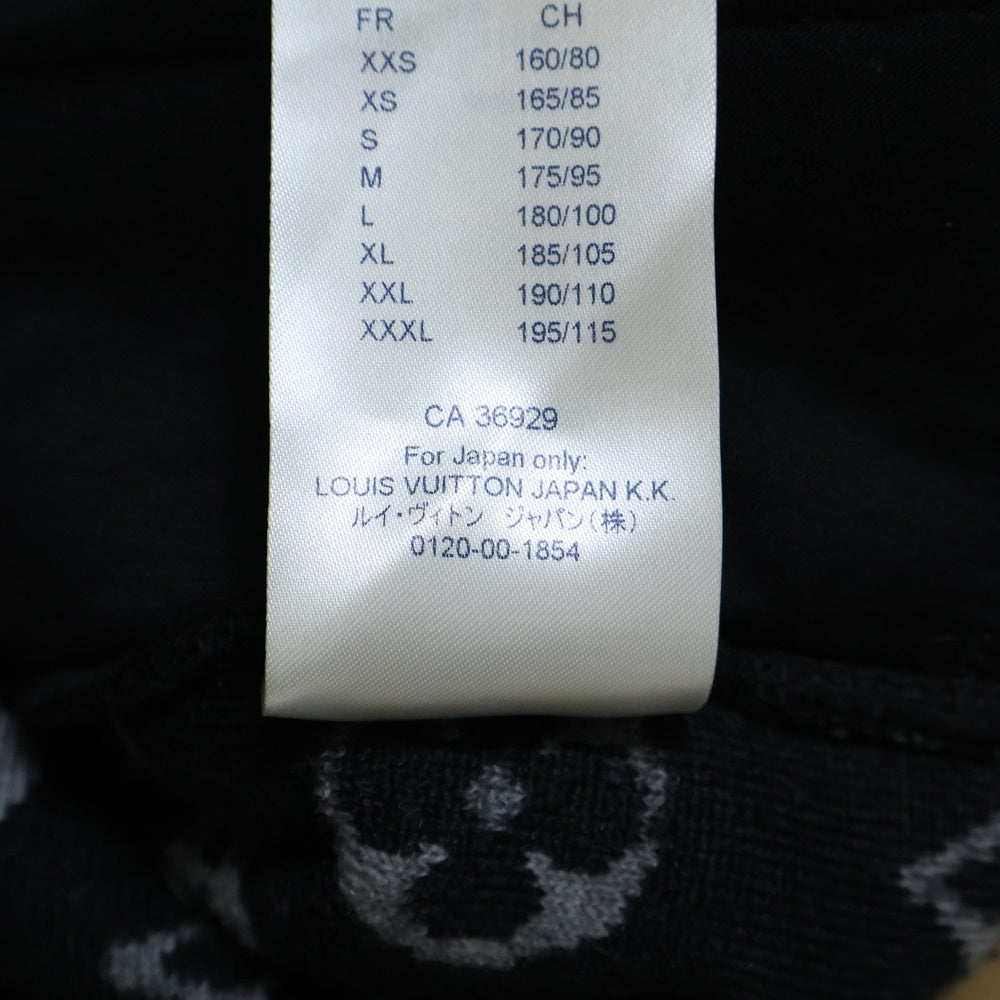 FR CH
XXS 160/80
XS 165/85
S 170/90
M 175/95
L 180/100
XL 185/105
XXL 190/110
XXXL 195/115
CA 36929
For Japan only:
LOUIS VUITTON JAPAN K.K.
ルイ・ヴィトン ジャパン(株)
0120-00-1854